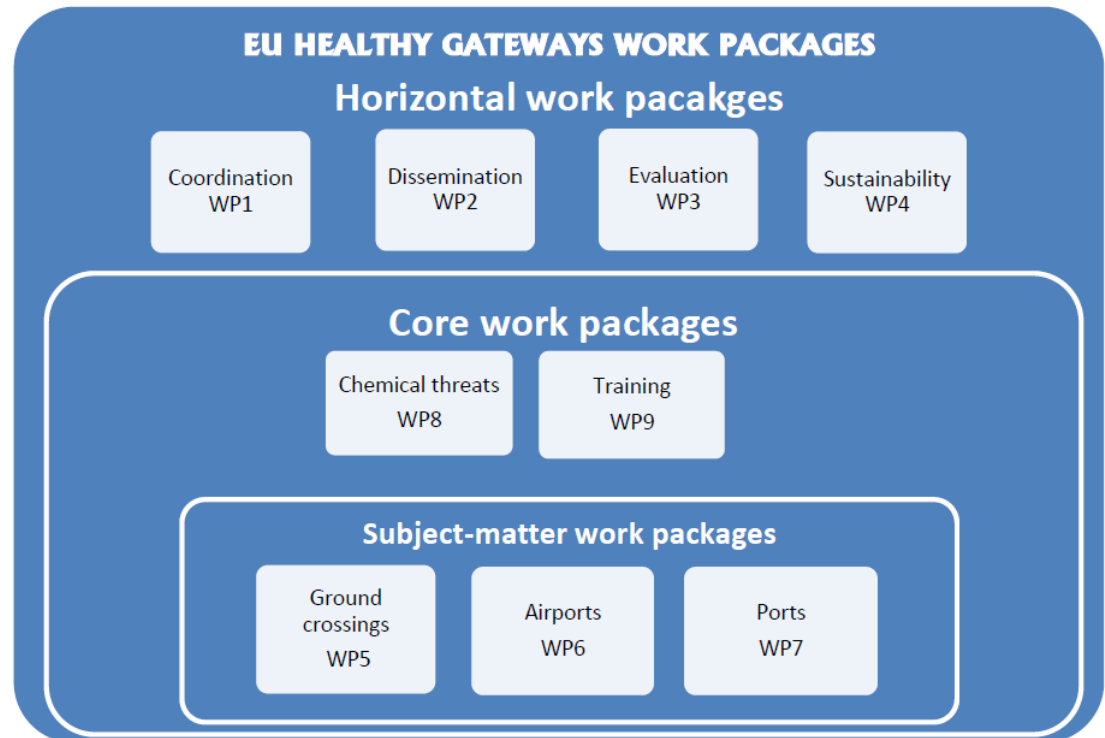 EU HEALTHY GATEWAYS WORK PACKAGES
Horizontal work pacakges
Coordination
WP1
Dissemination
WP2
Evaluation
WP3
Sustainability
WP4
Core work packages
Chemical threats
WP8
Training
WP9
Subject-matter work packages
Ground
crossings
WP5
Airports
WP6
Ports
WP7